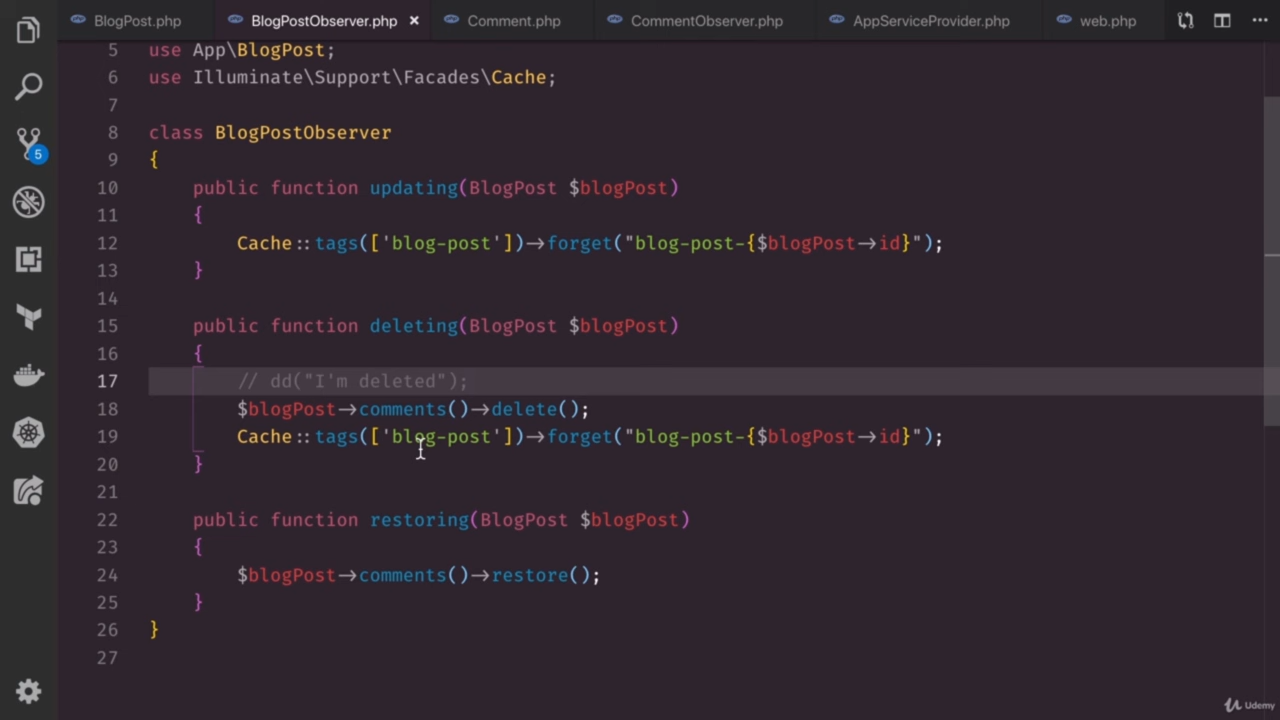 BlogPost.php BlogPostObserver.php × Comment.php CommentObserver.php AppServiceProvider.php web.php
5 use App\BlogPost;
6 use Illuminate\Support\Facades\Cache;
7
8 class BlogPostObserver
9 {
10 public function updating(BlogPost $blogPost)
11 {
12 Cache::tags(['blog-post'])->forget("blog-post-{$blogPost->id}");
13 }
14
15 public function deleting(BlogPost $blogPost)
16 {
17 // dd("I'm deleted");
18 $blogPost->comments()->delete();
19 Cache::tags(['blog-post'])->forget("blog-post-{$blogPost->id}");
20 }
21
22 public function restoring(BlogPost $blogPost)
23 {
24 $blogPost->comments()->restore();
25 }
26 }
27
5
Udemy